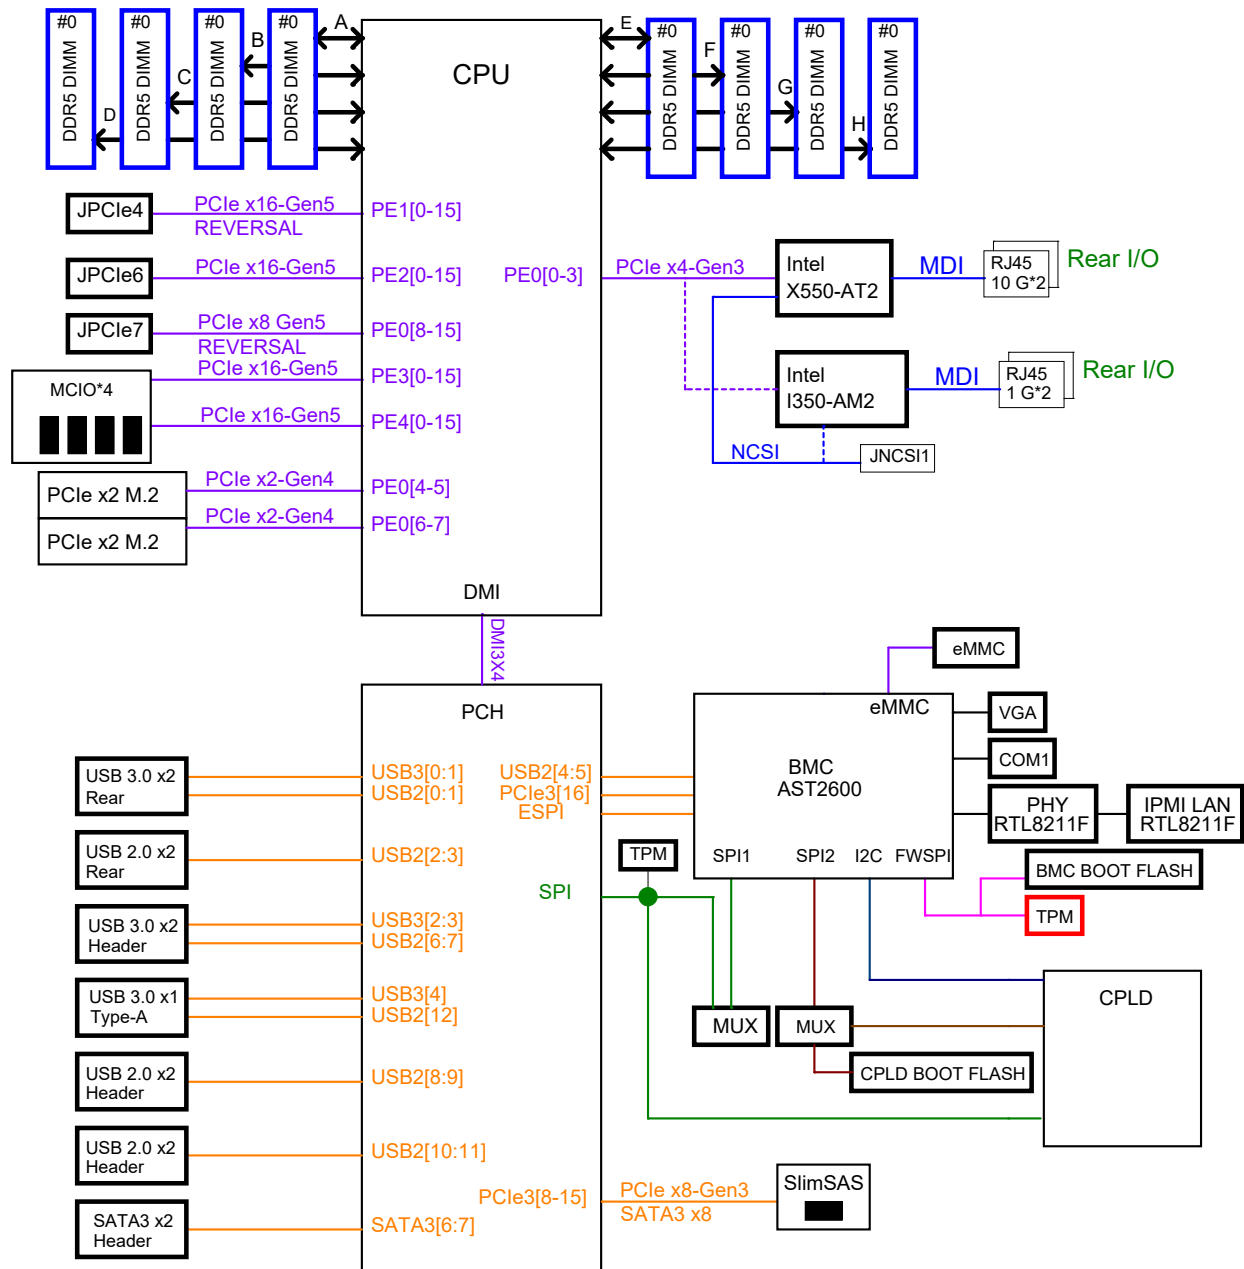 #0
#0
#0
#0
DDR5 DIMM
DDR5 DIMM
DDR5 DIMM
DDR5 DIMM
A
B
C
D
CPU
E
F
G
H
#0
#0
#0
#0
DDR5 DIMM
DDR5 DIMM
DDR5 DIMM
DDR5 DIMM
JPCIe4
PCIe x16-Gen5
REVERSAL
PE1[0-15]
JPCIe6
PCIe x16-Gen5
PE2[0-15]
JPCIe7
PCIe x8 Gen5
REVERSAL
PE0[8-15]
MCIO*4
PCIe x16-Gen5
PE3[0-15]
PCIe x16-Gen5
PE4[0-15]
PCIe x2 M.2
PCIe x2-Gen4
PE0[4-5]
PCIe x2 M.2
PCIe x2-Gen4
PE0[6-7]
PE0[0-3]
PCIe x4-Gen3
Intel
X550-AT2
MDI
RJ45
10 G*2
Rear I/O
Intel
I350-AM2
MDI
RJ45
1 G*2
Rear I/O
NCSI
JNCSI1
DMI
DMI3X4
PCH
USB 3.0 x2
Rear
USB3[0:1]
USB2[0:1]
USB 2.0 x2
Rear
USB2[2:3]
USB 3.0 x2
Header
USB3[2:3]
USB2[6:7]
USB 3.0 x1
Type-A
USB3[4]
USB2[12]
USB 2.0 x2
Header
USB2[8:9]
USB 2.0 x2
Header
USB2[10:11]
SATA3 x2
Header
SATA3[6:7]
USB2[4:5]
PCIe3[16]
ESPI
SPI
TPM
eMMC
eMMC
BMC
AST2600
VGA
COM1
PHY
RTL8211F
IPMI LAN
RTL8211F
SPI1
SPI2
I2C
FWSPI
BMC BOOT FLASH
TPM
MUX
MUX
CPLD
CPLD BOOT FLASH
PCIe3[8-15]
PCIe x8-Gen3
SATA3 x8
SlimSAS